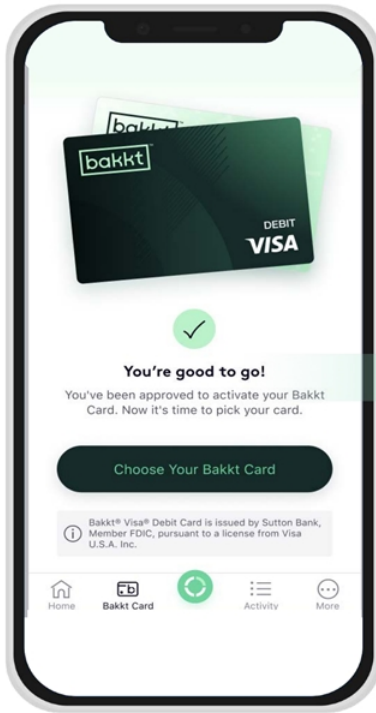 bakkt
bakkt™
DEBIT
VISA
You're good to go!
You've been approved to activate your Bakkt
Card. Now it's time to pick your card.
Choose Your Bakkt Card
Bakkt® Visa® Debit Card is issued by Sutton Bank,
Member FDIC, pursuant to a license from Visa
U.S.A. Inc.
Home
Bakkt Card
Activity
More